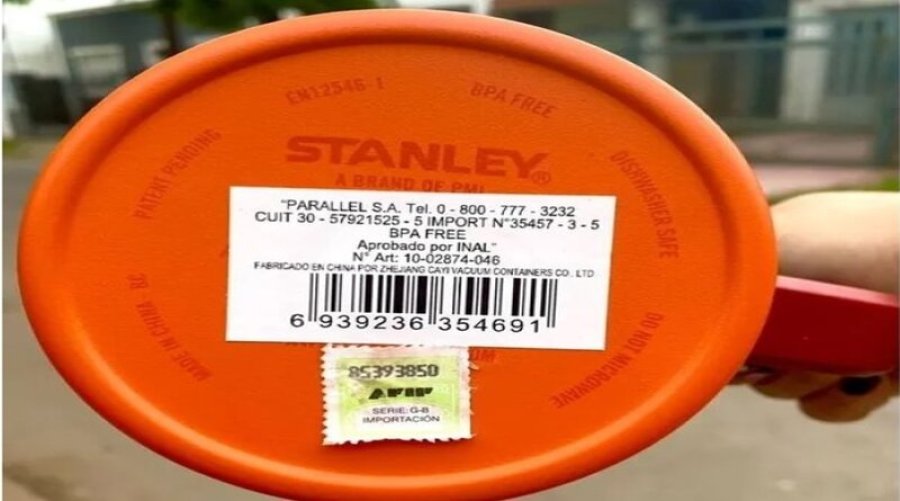 EN12546-1
BPA FREE
PATENT PENDING
STANLEY®
A BRAND OF PMI
DISHWASHER SAFE
"PARALLEL S.A. Tel. 0 - 800 - 777 - 3232
CUIT 30 - 57921525 - 5 IMPORT N°35457 - 3 - 5
BPA FREE
Aprobado por INAL"
N° Art: 10-02874-046
FABRICADO EN CHINA POR ZHEJIANG CAYI VACUUM CONTAINERS CO., LTD
6 939236 354691
MADE IN CHINA
DO NOT MICROWAVE
85393850
AFIP
SERIE: G-B
IMPORTACIÓN